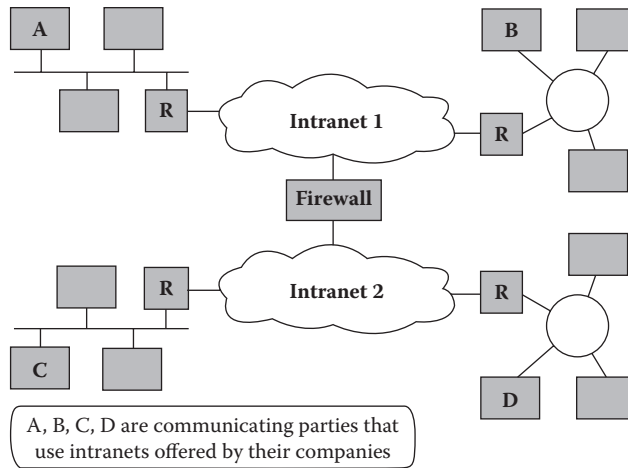 A
B
R
Intranet 1
R
Firewall
R
Intranet 2
R
C
D
A, B, C, D are communicating parties that
use intranets offered by their companies